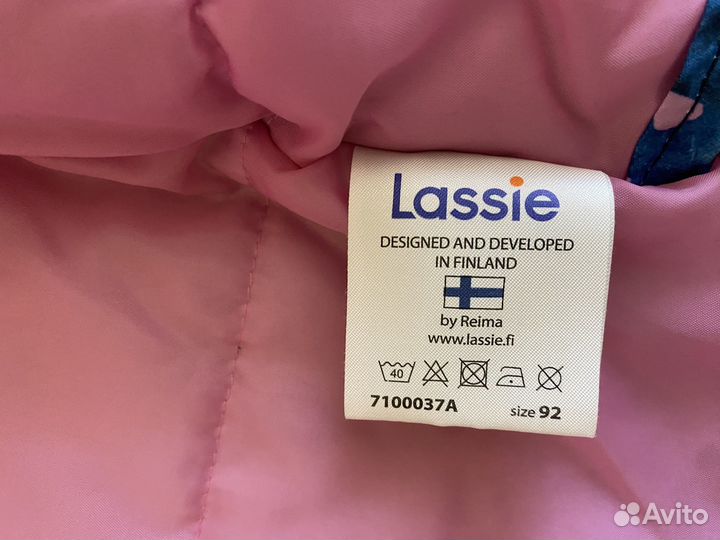 Lassie
DESIGNED AND DEVELOPED
IN FINLAND
by Reima
www.lassie.fi
40
7100037A size 92
Avito